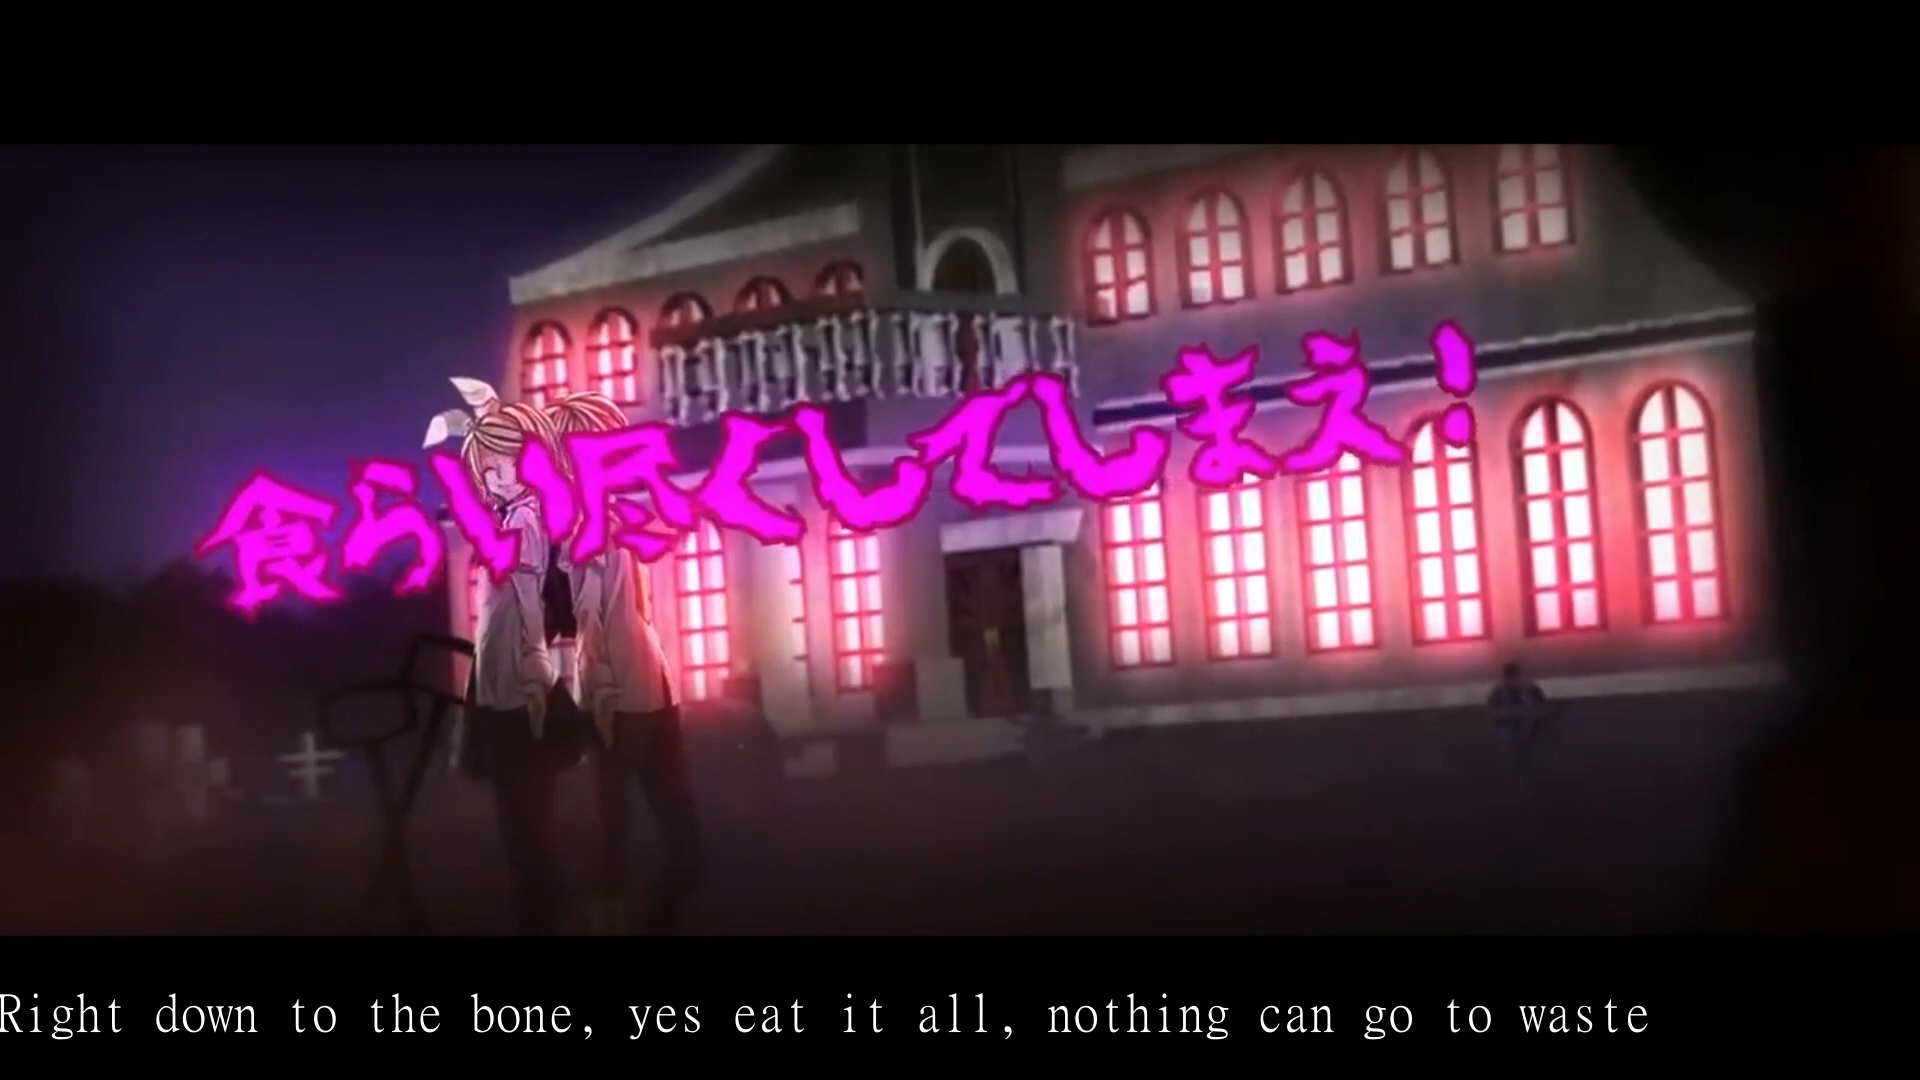 食らい尽くしてしまえ！
Right down to the bone, yes eat it all, nothing can go to waste